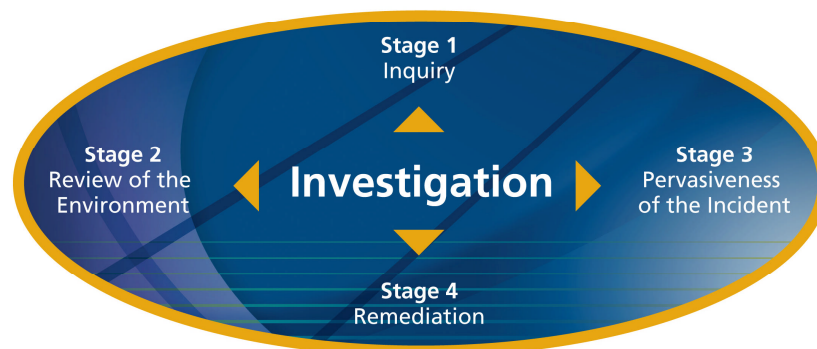 Stage 1
Inquiry
Stage 2
Review of the
Environment
Investigation
Stage 3
Pervasiveness
of the Incident
Stage 4
Remediation